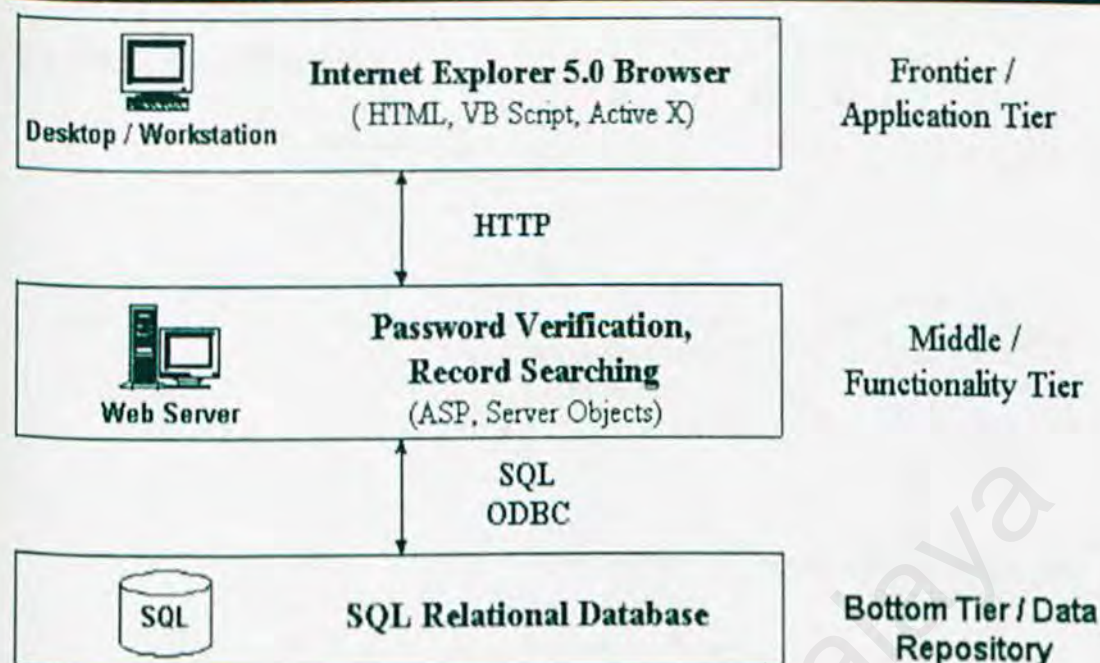 Internet Explorer 5.0 Browser
( HTML, VB Script, Active X)
Desktop / Workstation
Frontier /
Application Tier
HTTP
Password Verification,
Record Searching
(ASP, Server Objects)
Web Server
Middle /
Functionality Tier
SQL
ODBC
SQL
SQL Relational Database
Bottom Tier / Data
Repository